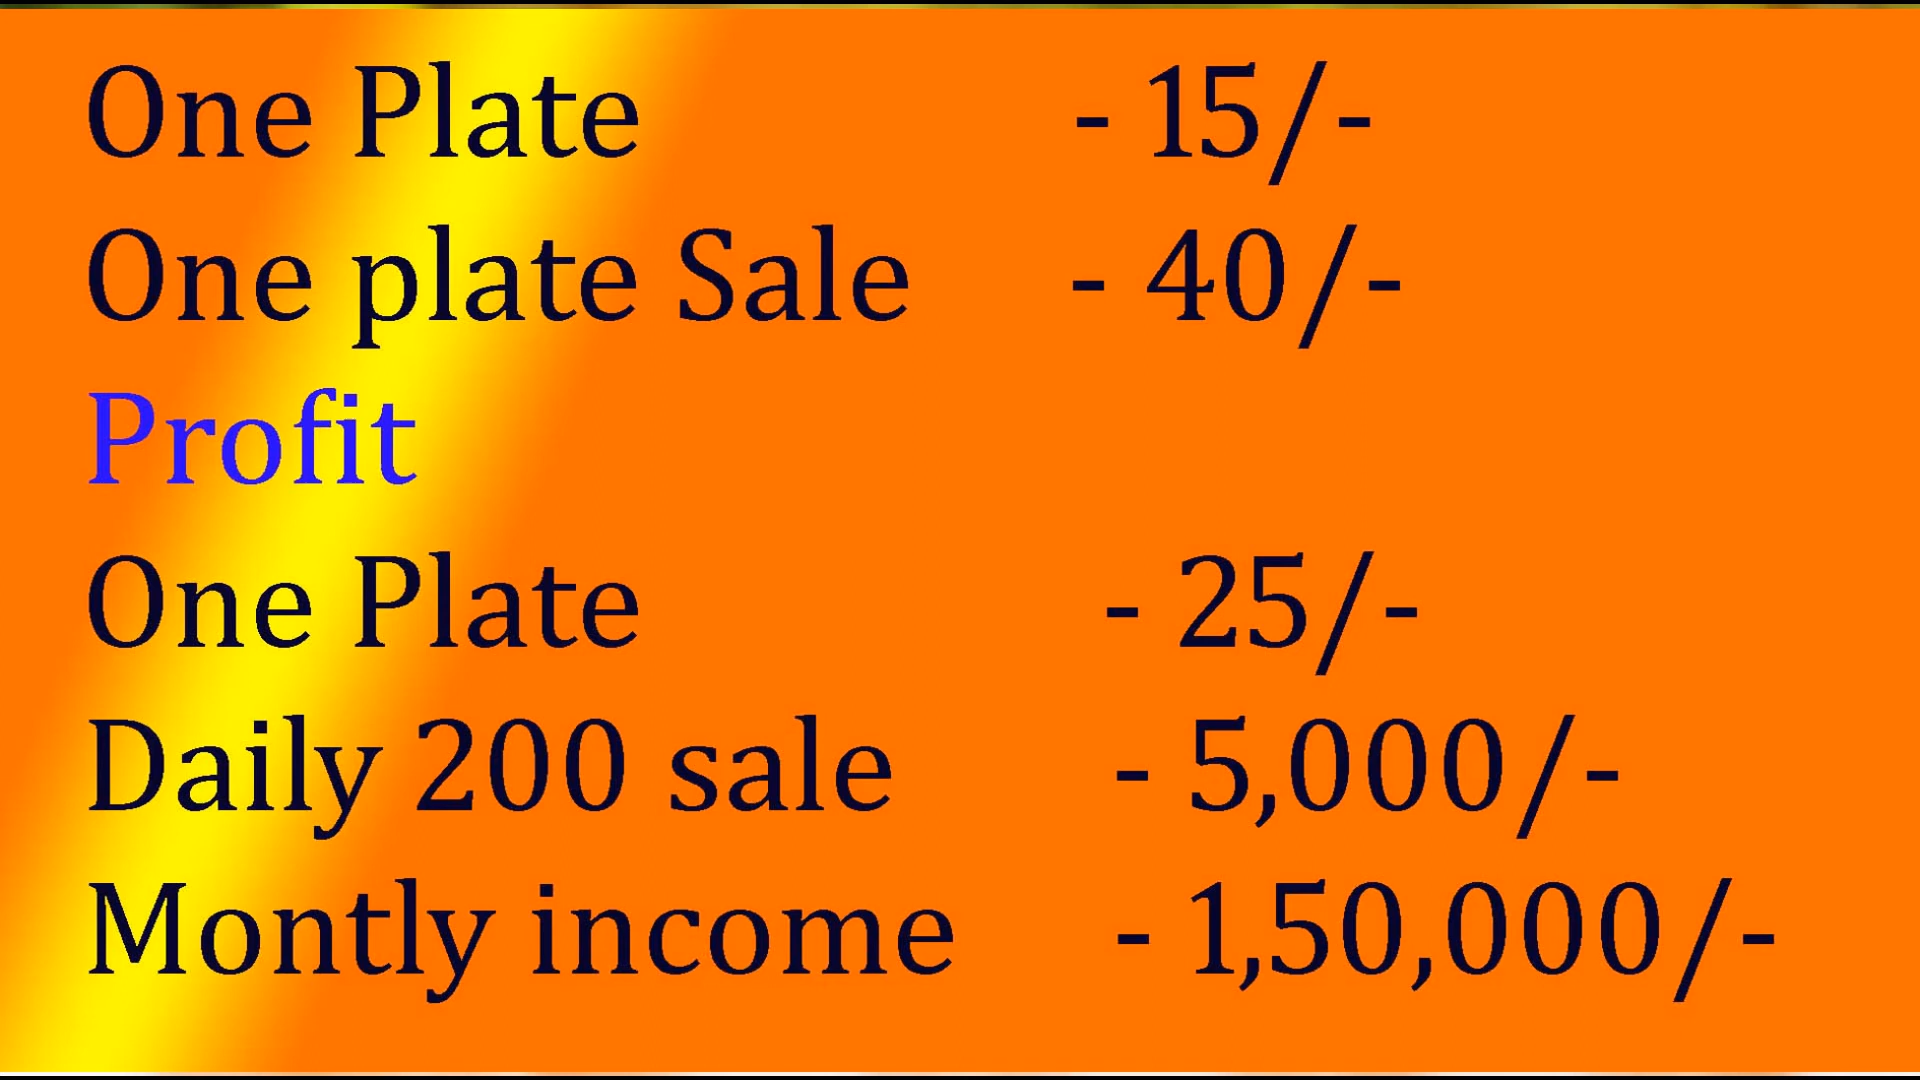 One Plate - 15/-
One plate Sale - 40/-
Profit
One Plate - 25/-
Daily 200 sale - 5,000/-
Montly income - 1,50,000/-